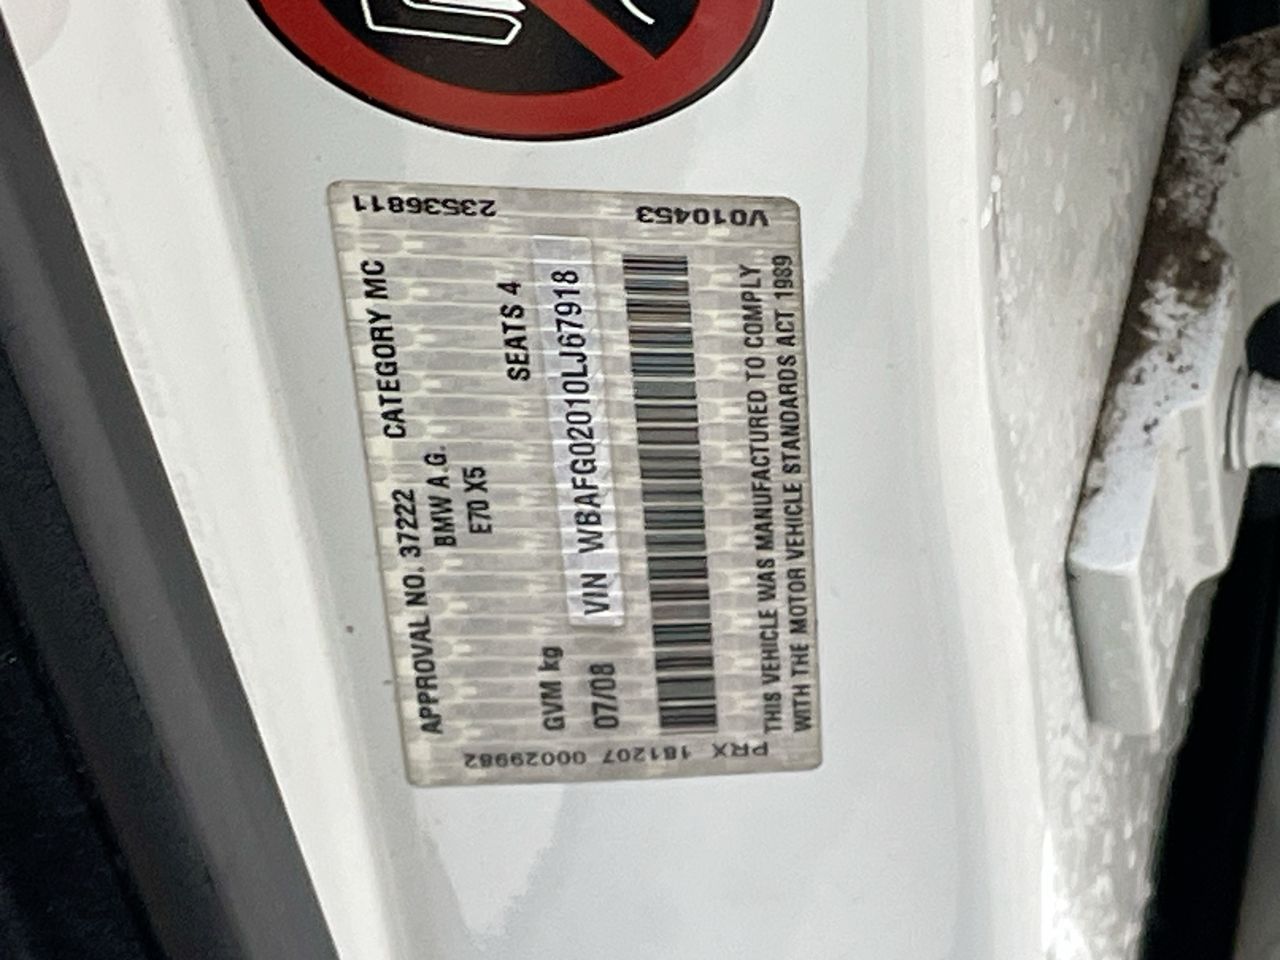 APPROVAL NO. 37222 CATEGORY MC
BMW A.G.
E70 X5
SEATS 4
GVM kg
07/08 VIN WBAFG02010LJ67918
THIS VEHICLE WAS MANUFACTURED TO COMPLY
WITH THE MOTOR VEHICLE STANDARDS ACT 1989
23536811
V010453
PRX 181207 00029982